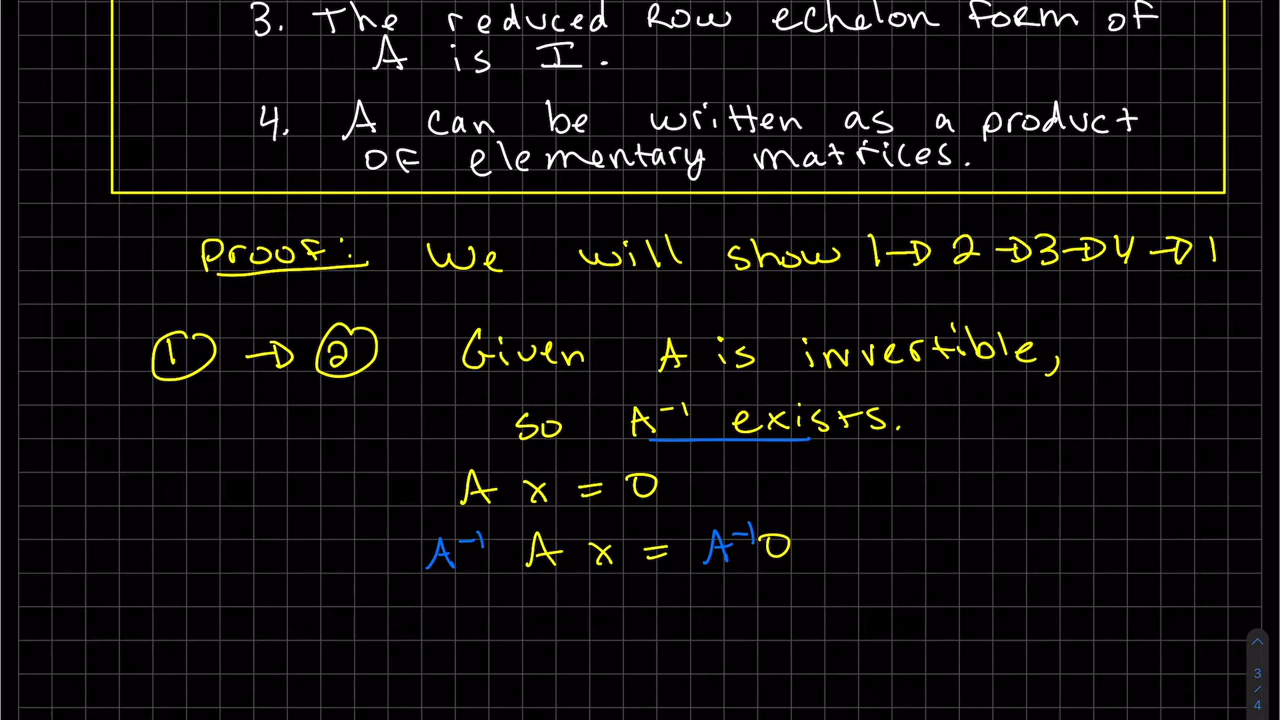 3. The reduced Row echelon form of
A is I.
4. A can be written as a product
of elementary matrices.
Proof: We will show 1→2→3→4→1
① → ② Given A is invertible,
so A⁻¹ exists.
A x = 0
A⁻¹ A x = A⁻¹0
3
/
4